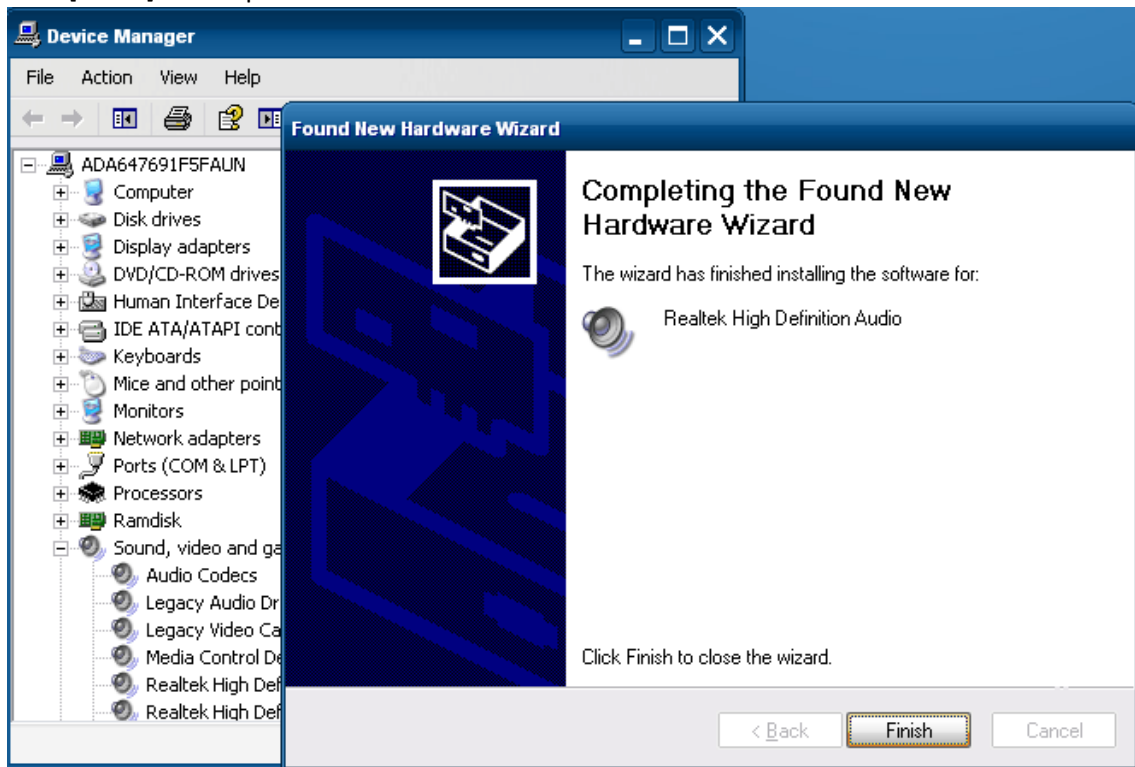 Device Manager
File Action View Help
Found New Hardware Wizard
ADA647691F5FAUN
Computer
Disk drives
Display adapters
DVD/CD-ROM drives
Human Interface De
IDE ATA/ATAPI cont
Keyboards
Mice and other point
Monitors
Network adapters
Ports (COM & LPT)
Processors
Ramdisk
Sound, video and ga
Audio Codecs
Legacy Audio Dr
Legacy Video Ca
Media Control De
Realtek High Def
Realtek High Def
Completing the Found New
Hardware Wizard
The wizard has finished installing the software for:
Realtek High Definition Audio
Click Finish to close the wizard.
< Back Finish Cancel